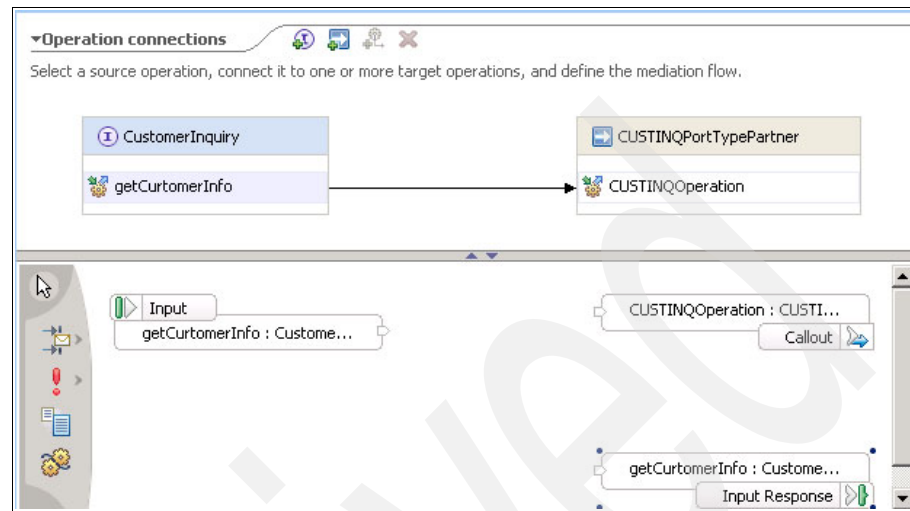 Operation connections
Select a source operation, connect it to one or more target operations, and define the mediation flow.
CustomerInquiry
CUSTINQPortTypePartner
getCurtomerInfo
CUSTINQOperation
Input
getCurtomerInfo : Custome...
CUSTINQOperation : CUSTI...
Callout
getCurtomerInfo : Custome...
Input Response